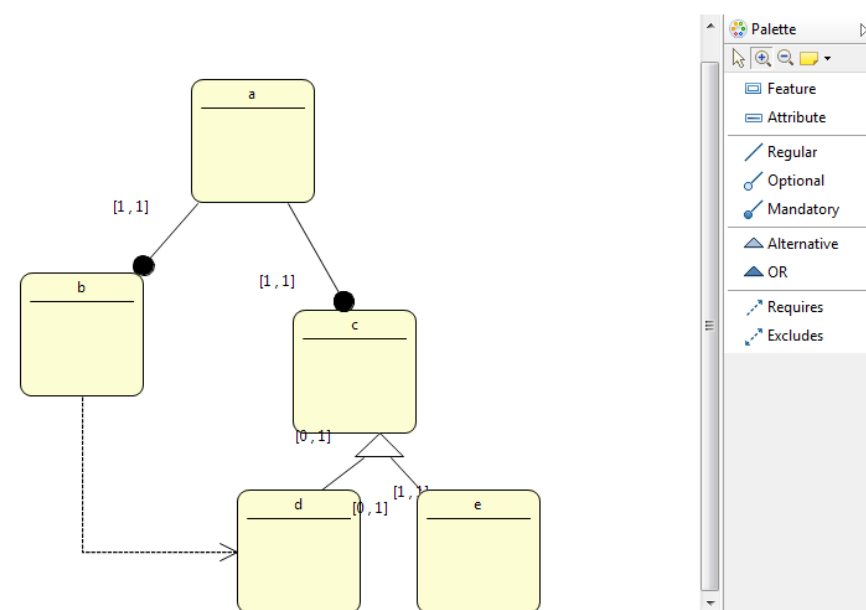 a
[1 , 1]
[1 , 1]
b
c
[0 , 1]
[1 ,
[0 , 1]
d
e
Palette
Feature
Attribute
Regular
Optional
Mandatory
Alternative
OR
Requires
Excludes